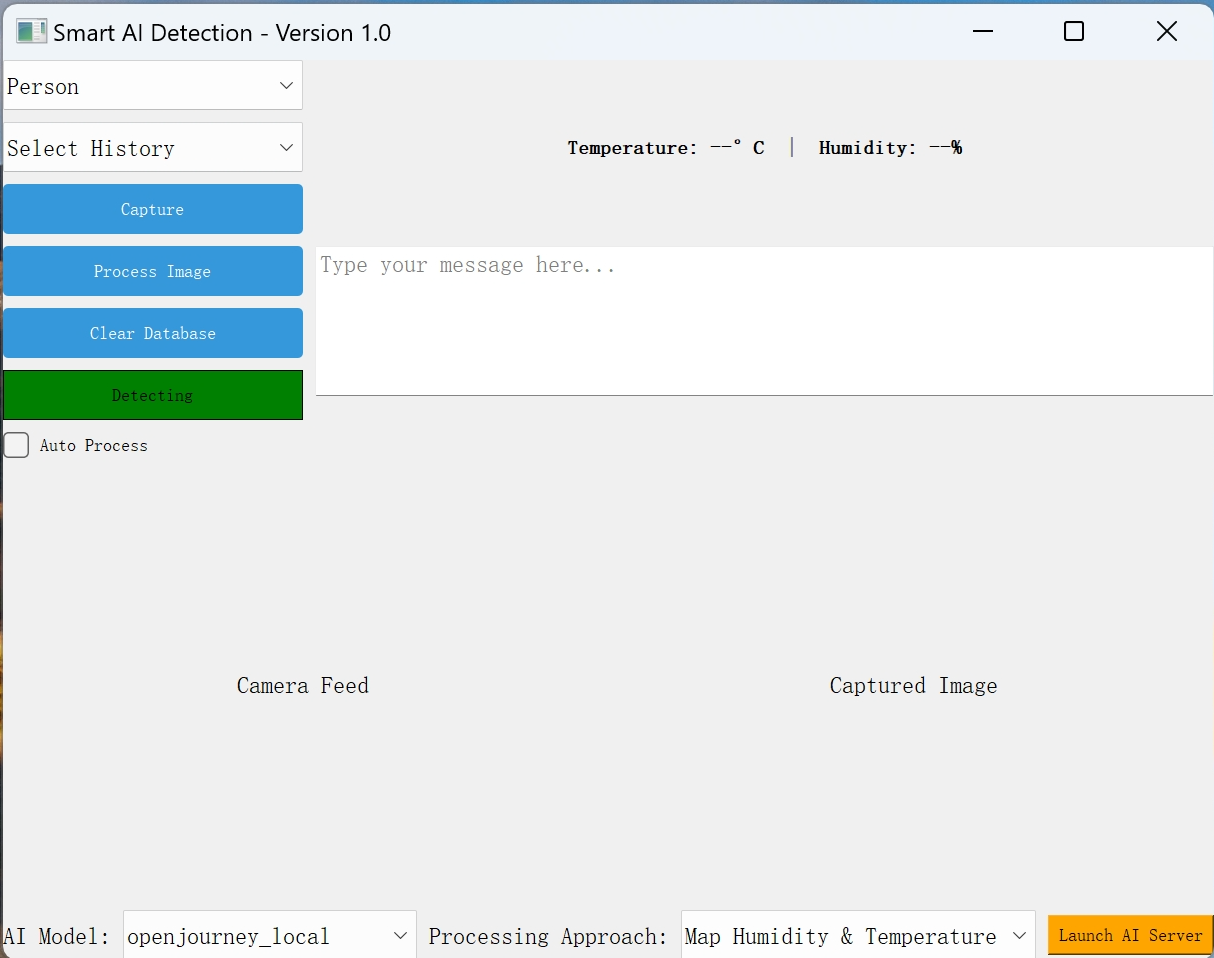 Smart AI Detection - Version 1.0
Person
Select History
Temperature: --° C | Humidity: --%
Capture
Process Image
Type your message here...
Clear Database
Detecting
Auto Process
Camera Feed
Captured Image
AI Model: openjourney_local Processing Approach: Map Humidity & Temperature Launch AI Server